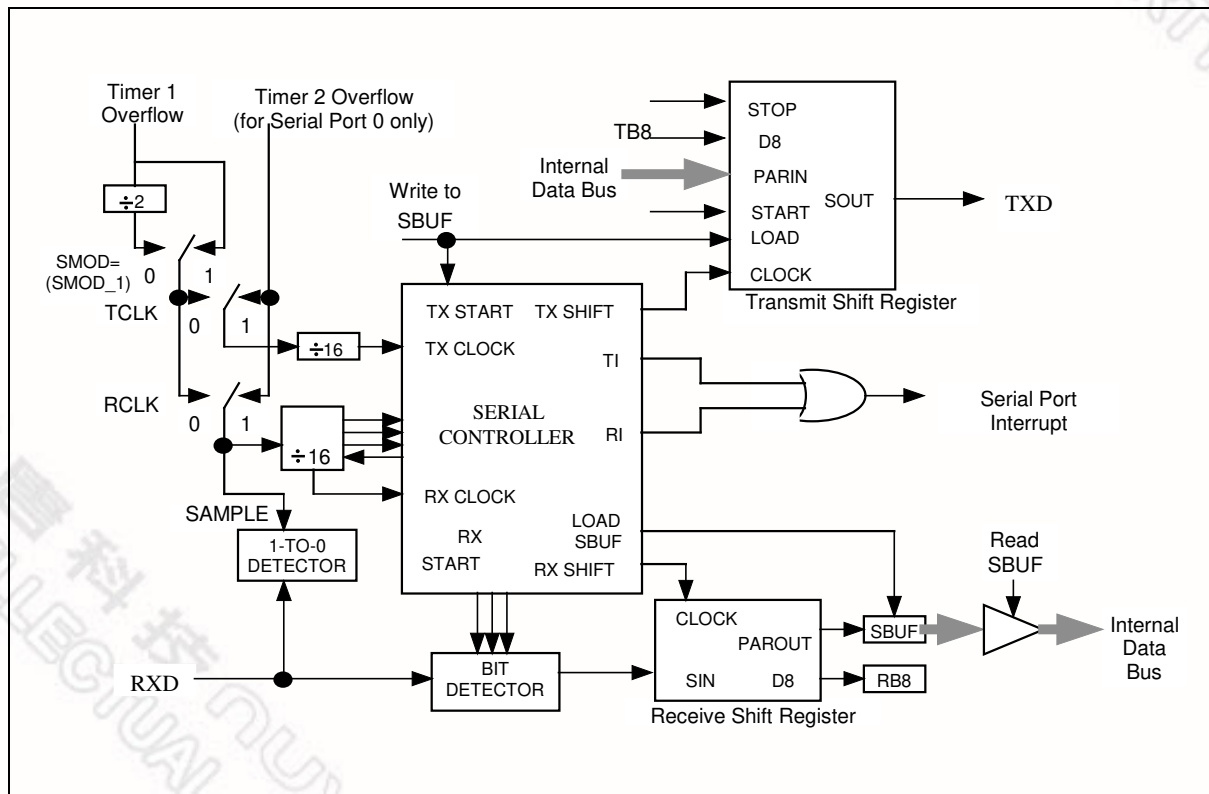 Timer 1
Overflow
Timer 2 Overflow
(for Serial Port 0 only)
÷2
SMOD=
(SMOD_1)
0
1
TCLK
0
1
÷16
RCLK
0
1
÷16
SAMPLE
1-TO-0
DETECTOR
RXD
BIT
DETECTOR
Write to
SBUF
TX START
TX SHIFT
TX CLOCK
TI
SERIAL
CONTROLLER
RI
RX CLOCK
LOAD
SBUF
RX
START
RX SHIFT
TB8
Internal
Data Bus
STOP
D8
PARIN
SOUT
START
LOAD
CLOCK
Transmit Shift Register
TXD
Serial Port
Interrupt
CLOCK
PAROUT
SIN
D8
Receive Shift Register
SBUF
RB8
Read
SBUF
Internal
Data
Bus
科 技